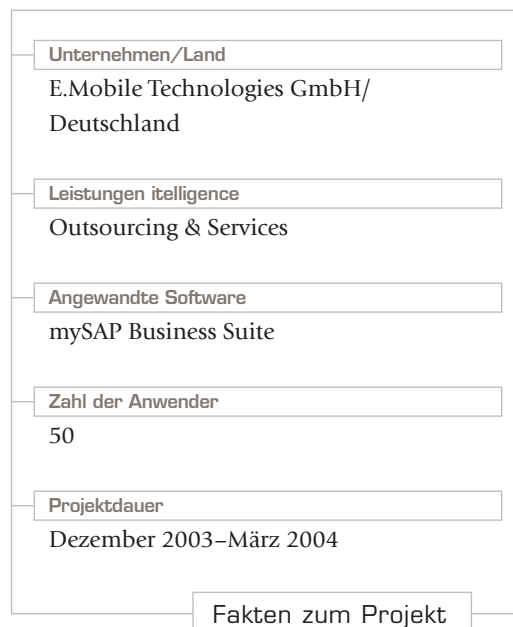 Unternehmen/Land
E.Mobile Technologies GmbH/
Deutschland
Leistungen itelligence
Outsourcing & Services
Angewandte Software
mySAP Business Suite
Zahl der Anwender
50
Projektdauer
Dezember 2003–März 2004
Fakten zum Projekt